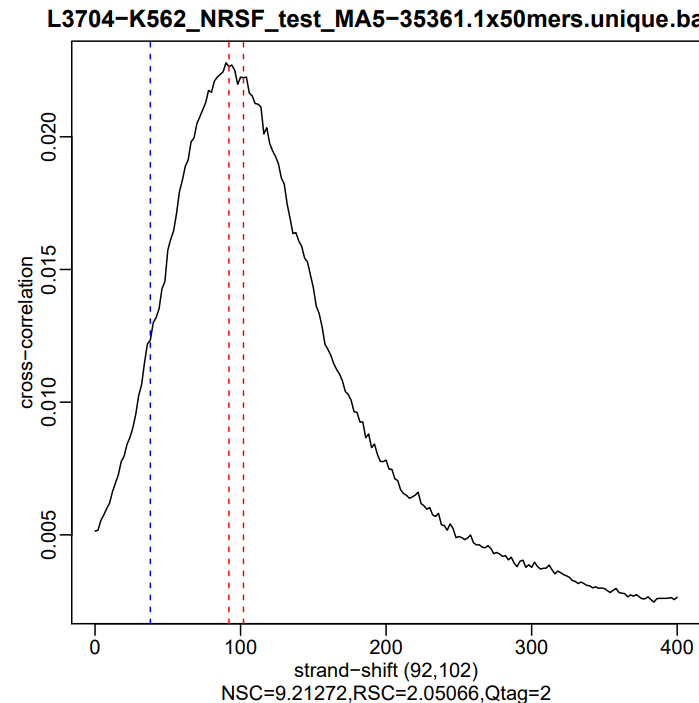 L3704−K562_NRSF_test_MA5−35361.1x50mers.unique.ba
cross−correlation
0.020
0.015
0.010
0.005
0 100 200 300 400
strand−shift (92,102)
NSC=9.21272,RSC=2.05066,Qtag=2